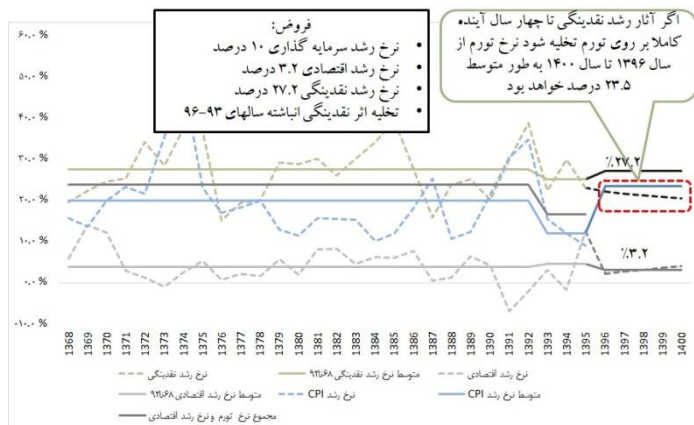 فروض:
• نرخ رشد سرمایه گذاری ۱۰ درصد
• نرخ رشد اقتصادی ۳.۲ درصد
• نرخ رشد نقدینگی ۲۷.۲ درصد
• تخلیه اثر نقدینگی انباشته سالهای ۹۳-۹۶
اگر آثار رشد نقدینگی تا چهار سال آینده
کاملا بر روی تورم تخلیه شود نرخ تورم از
سال ۱۳۹۶ تا سال ۱۴۰۰ به طور متوسط
۲۳.۵ درصد خواهد بود
۶۰.۰ %
۵۰.۰ %
۴۰.۰ %
۳۰.۰ %
۲۰.۰ %
۱۰.۰ %
۰.۰ %
-۱۰.۰ %
٪۲۷.۲
٪۳.۲
1368 1369 1370 1371 1372 1373 1374 1375 1376 1377 1378 1379 1380 1381 1382 1383 1384 1385 1386 1387 1388 1389 1390 1391 1392 1393 1394 1395 1396 1397 1398 1399 1400
نرخ رشد نقدینگی
متوسط نرخ رشد نقدینگی ۶۸تا۹۲
نرخ رشد اقتصادی
متوسط نرخ رشد اقتصادی ۶۸تا۹۲
نرخ رشد CPI
متوسط نرخ رشد CPI
مجموع نرخ تورم و نرخ رشد اقتصادی